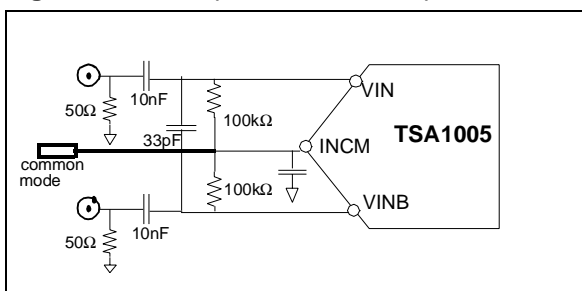 VIN
10nF
50Ω
100kΩ
33pF
TSA1005
INCM
common
mode
100kΩ
VINB
50Ω
10nF